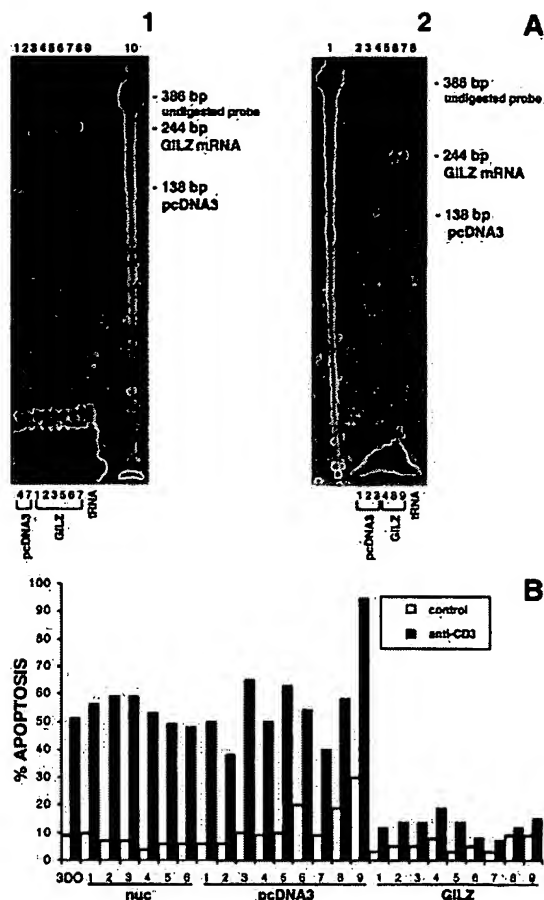 1
2
A
1 2 3 4 5 6 7 8 9 10
1 2 3 4 5 6 7 8
- 386 bp
undigested probe
- 244 bp
GILZ mRNA
- 138 bp
pcDNA3
- 386 bp
undigested probe
- 244 bp
GILZ mRNA
- 138 bp
pcDNA3
4 7 1 2 3 5 6 7 tRNA
pcDNA3 GILZ
1 2 3 4 8 9 tRNA
pcDNA3 GILZ
B
% APOPTOSIS
100
90
80
70
60
50
40
30
20
10
0
control
anti-CD3
3DO 1 2 3 4 5 6 1 2 3 4 5 6 7 8 9 1 2 3 4 5 6 7 8 9
nuc pcDNA3 GILZ